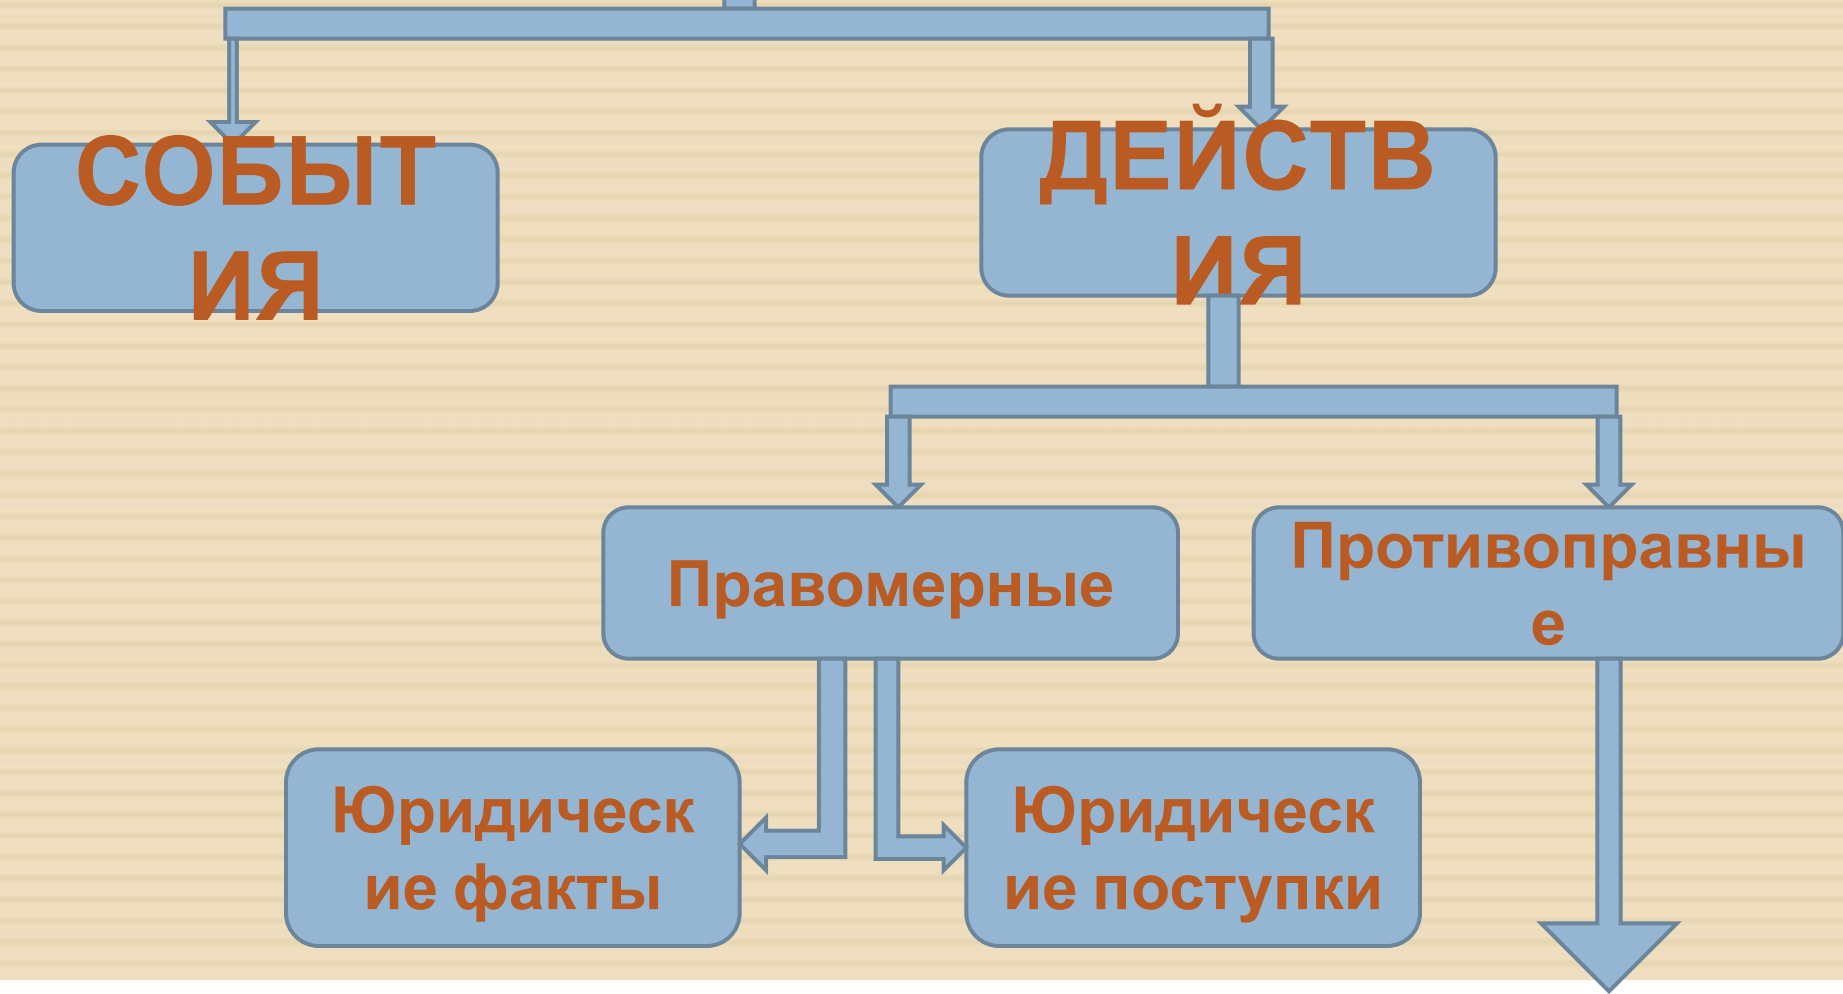 СОБЫТ
ИЯ
ДЕЙСТВ
ИЯ
Правомерные
Противоправны
е
Юридическ
ие факты
Юридическ
ие поступки